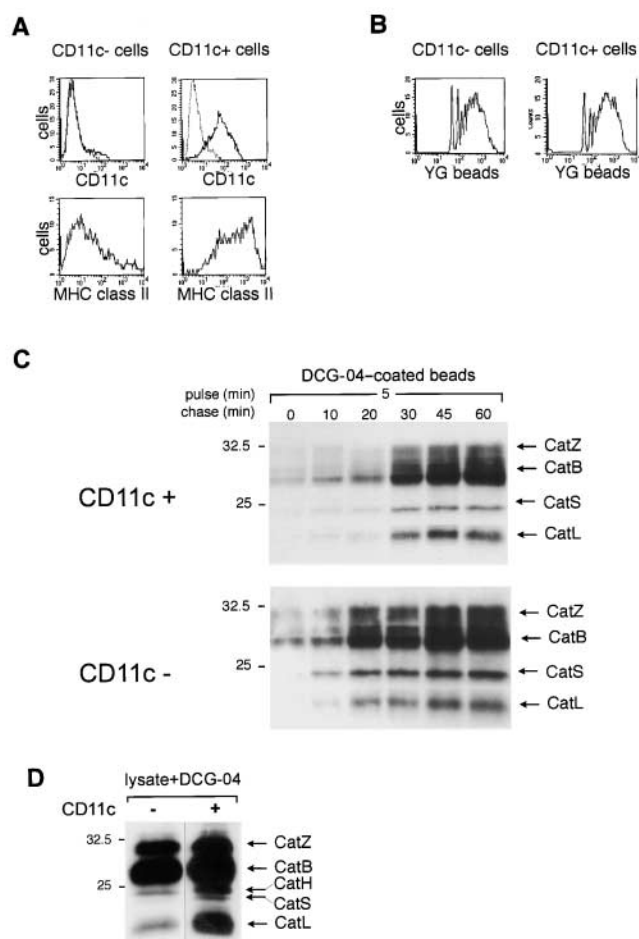 A
CD11c- cells
CD11c+ cells
cells
CD11c
CD11c
cells
MHC class II
MHC class II
B
CD11c- cells
CD11c+ cells
cells
YG beads
YG beads
C
DCG-04–coated beads
pulse (min)
5
chase (min)
0 10 20 30 45 60
CD11c +
32.5 -
25 -
CatZ
CatB
CatS
CatL
CD11c -
32.5 -
25 -
CatZ
CatB
CatS
CatL
D
lysate+DCG-04
CD11c
- +
32.5 -
25 -
CatZ
CatB
CatH
CatS
CatL